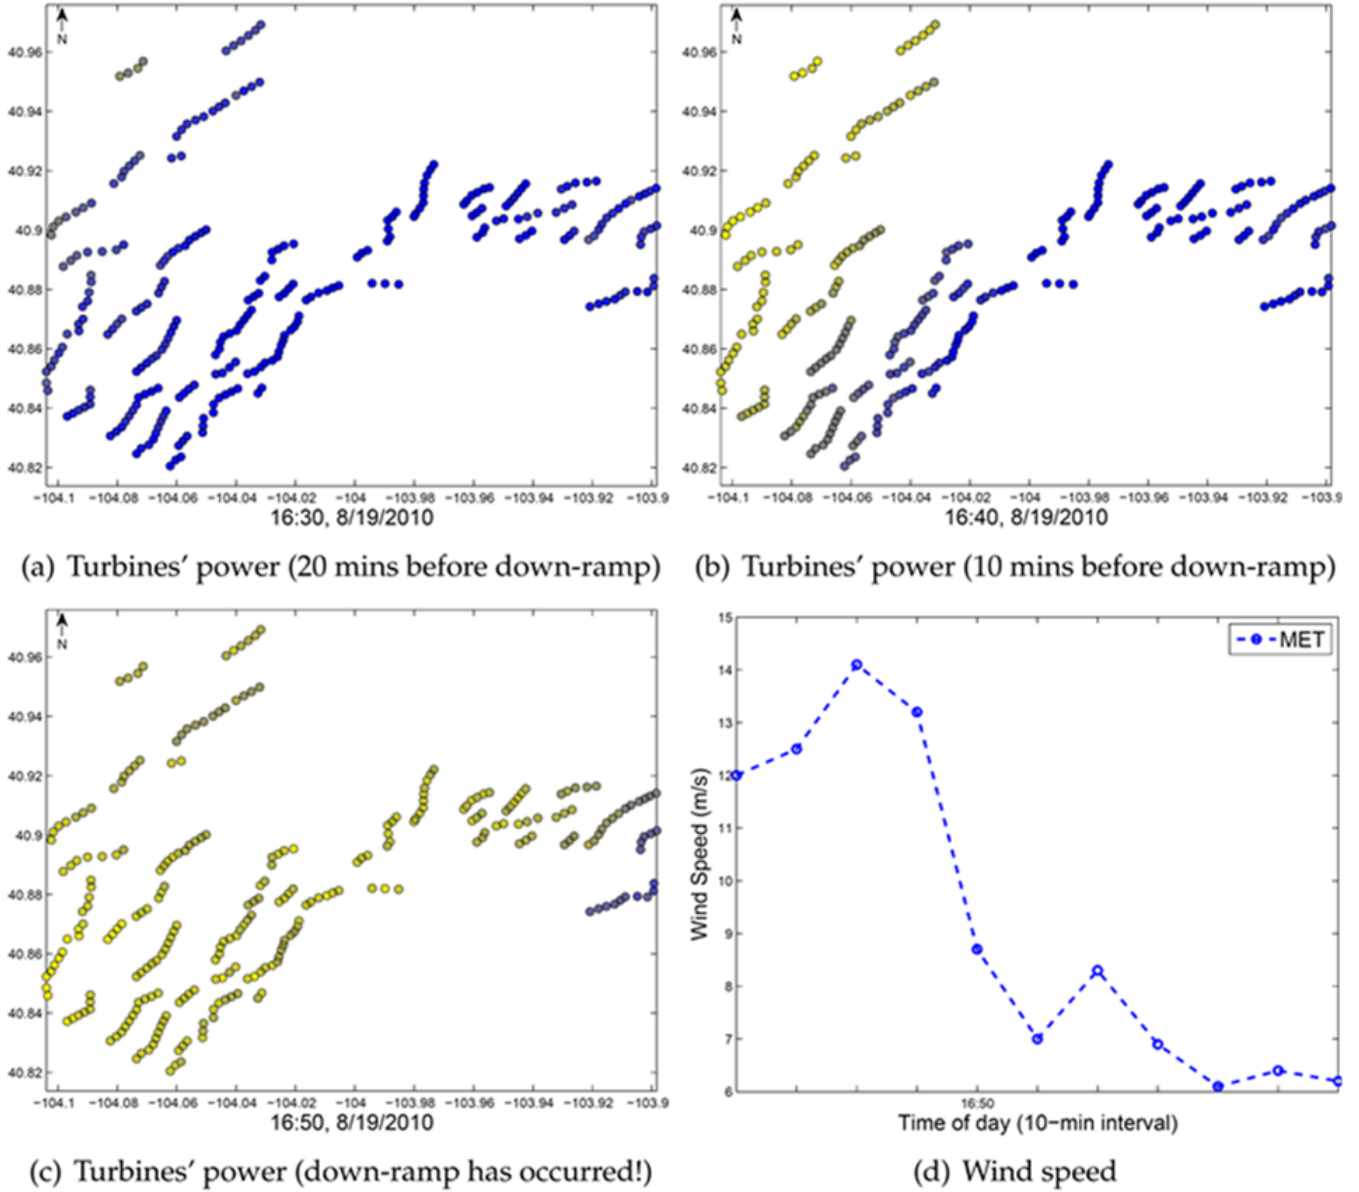 N
40.96
40.94
40.92
40.9
40.88
40.86
40.84
40.82
−104.1 −104.08 −104.06 −104.04 −104.02 −104 −103.98 −103.96 −103.94 −103.92 −103.9
16:30, 8/19/2010
(a) Turbines' power (20 mins before down-ramp)
N
40.96
40.94
40.92
40.9
40.88
40.86
40.84
40.82
−104.1 −104.08 −104.06 −104.04 −104.02 −104 −103.98 −103.96 −103.94 −103.92 −103.9
16:40, 8/19/2010
(b) Turbines' power (10 mins before down-ramp)
N
40.96
40.94
40.92
40.9
40.88
40.86
40.84
40.82
−104.1 −104.08 −104.06 −104.04 −104.02 −104 −103.98 −103.96 −103.94 −103.92 −103.9
16:50, 8/19/2010
(c) Turbines' power (down-ramp has occurred!)
15
14
13
12
11
10
9
8
7
6
Wind Speed (m/s)
MET
16:50
Time of day (10−min interval)
(d) Wind speed